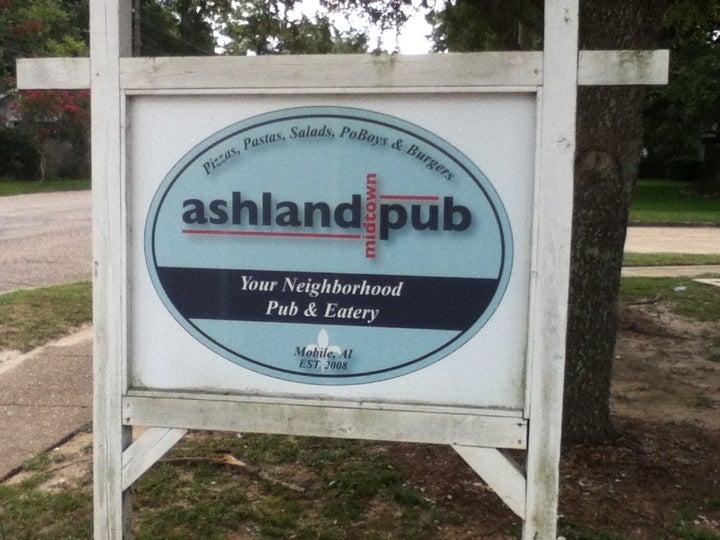 Pizzas, Pastas, Salads, PoBoys & Burgers
ashland midtown pub
Your Neighborhood
Pub & Eatery
Mobile, Al
EST. 2008